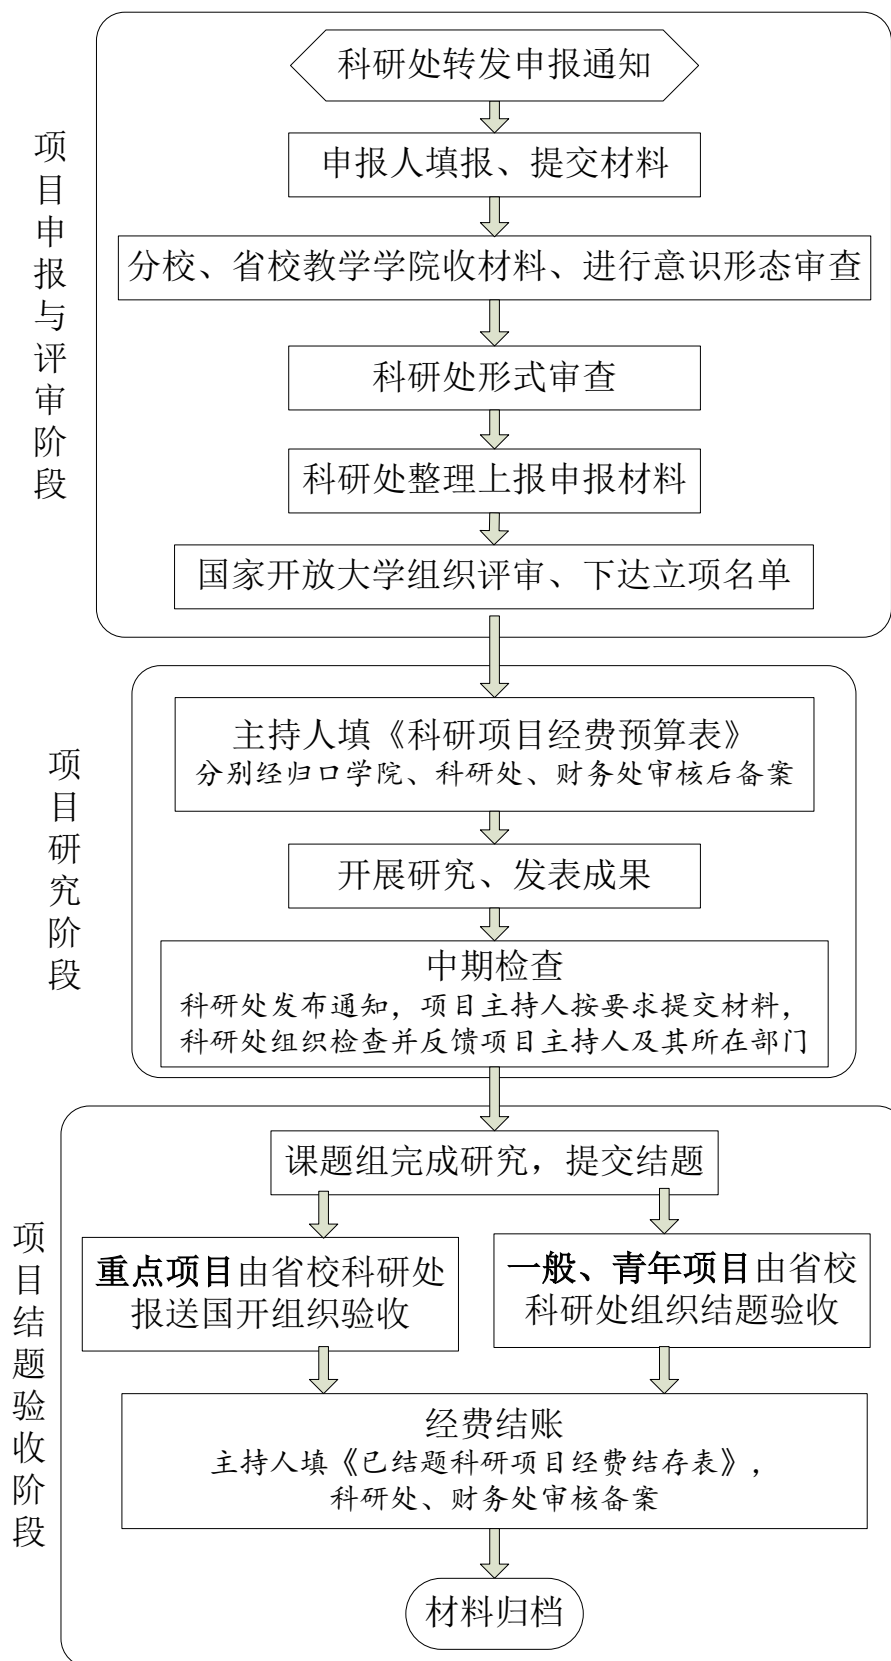 项目申报与评审阶段
科研处转发申报通知
申报人填报、提交材料
分校、省校教学学院收材料、进行意识形态审查
科研处形式审查
科研处整理上报申报材料
国家开放大学组织评审、下达立项名单
项目研究阶段
主持人填《科研项目经费预算表》
分别经归口学院、科研处、财务处审核后备案
开展研究、发表成果
中期检查
科研处发布通知，项目主持人按要求提交材料，
科研处组织检查并反馈项目主持人及其所在部门
项目结题验收阶段
课题组完成研究，提交结题
重点项目由省校科研处
报送国开组织验收
一般、青年项目由省校
科研处组织结题验收
经费结账
主持人填《已结题科研项目经费结存表》，
科研处、财务处审核备案
材料归档